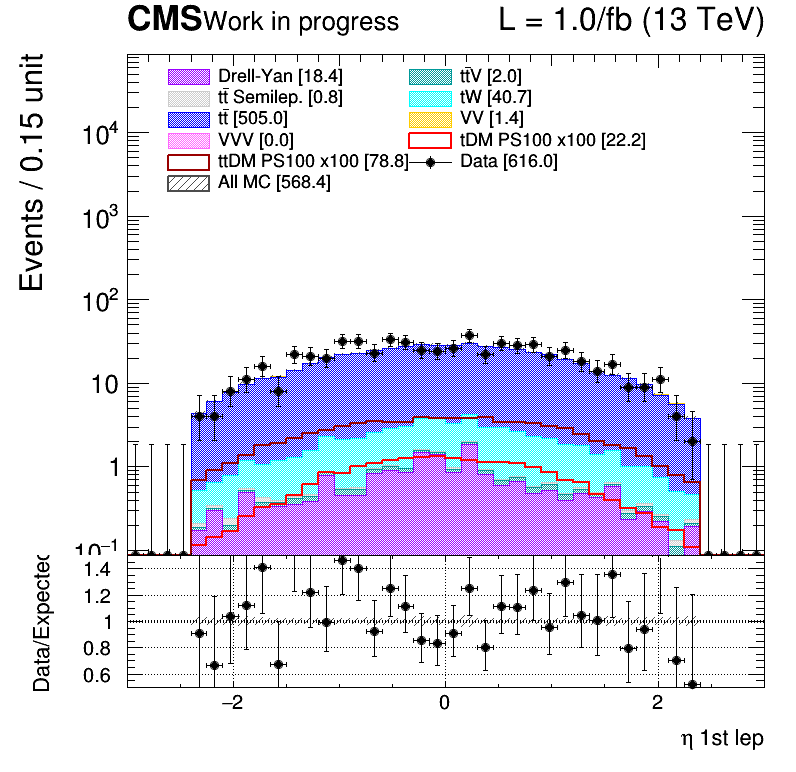 CMS Work in progress L = 1.0/fb (13 TeV)
Events / 0.15 unit
Drell-Yan [18.4] tt̄V [2.0]
tt̄ Semilep. [0.8] tW [40.7]
tt̄ [505.0] VV [1.4]
VVV [0.0] tDM PS100 x100 [22.2]
ttDM PS100 x100 [78.8] Data [616.0]
All MC [568.4]
10⁴
10³
10²
10
1
10⁻¹
Data/Expected
1.4
1.2
1
0.8
0.6
−2 0 2
η 1st lep